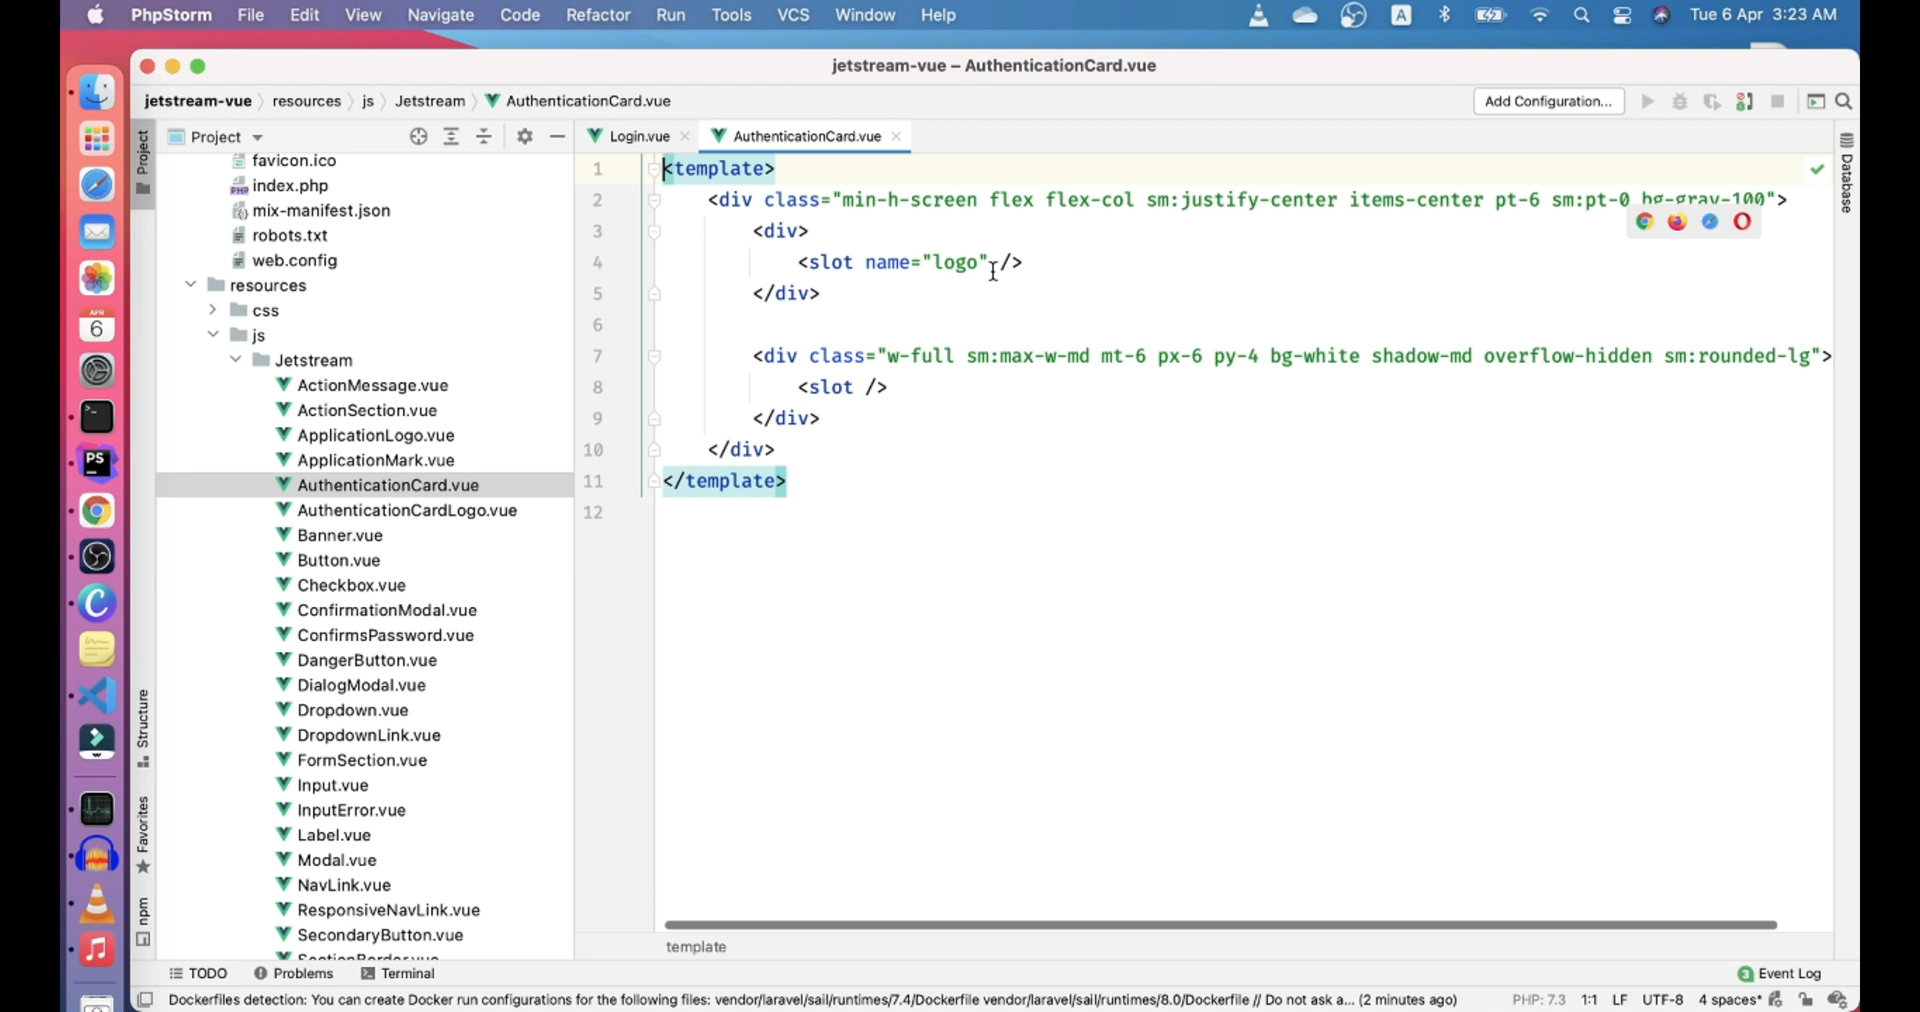 PhpStorm File Edit View Navigate Code Refactor Run Tools VCS Window Help A Tue 6 Apr 3:23 AM
jetstream-vue – AuthenticationCard.vue
jetstream-vue resources js Jetstream AuthenticationCard.vue Add Configuration...
Project
Project
Login.vue AuthenticationCard.vue
Database
favicon.ico
index.php
mix-manifest.json
robots.txt
web.config
resources
css
js
Jetstream
ActionMessage.vue
ActionSection.vue
ApplicationLogo.vue
ApplicationMark.vue
AuthenticationCard.vue
AuthenticationCardLogo.vue
Banner.vue
Button.vue
Checkbox.vue
ConfirmationModal.vue
ConfirmsPassword.vue
DangerButton.vue
DialogModal.vue
Dropdown.vue
DropdownLink.vue
FormSection.vue
Input.vue
InputError.vue
Label.vue
Modal.vue
NavLink.vue
ResponsiveNavLink.vue
SecondaryButton.vue
1 <template>
2 <div class="min-h-screen flex flex-col sm:justify-center items-center pt-6 sm:pt-0 bg-gray-100">
3 <div>
4 <slot name="logo" />
5 </div>
6
7 <div class="w-full sm:max-w-md mt-6 px-6 py-4 bg-white shadow-md overflow-hidden sm:rounded-lg">
8 <slot />
9 </div>
10 </div>
11 </template>
12
template
APR
6
PS
Structure
Favorites
npm
TODO Problems Terminal 3 Event Log
Dockerfiles detection: You can create Docker run configurations for the following files: vendor/laravel/sail/runtimes/7.4/Dockerfile vendor/laravel/sail/runtimes/8.0/Dockerfile // Do not ask a... (2 minutes ago) PHP: 7.3 1:1 LF UTF-8 4 spaces*